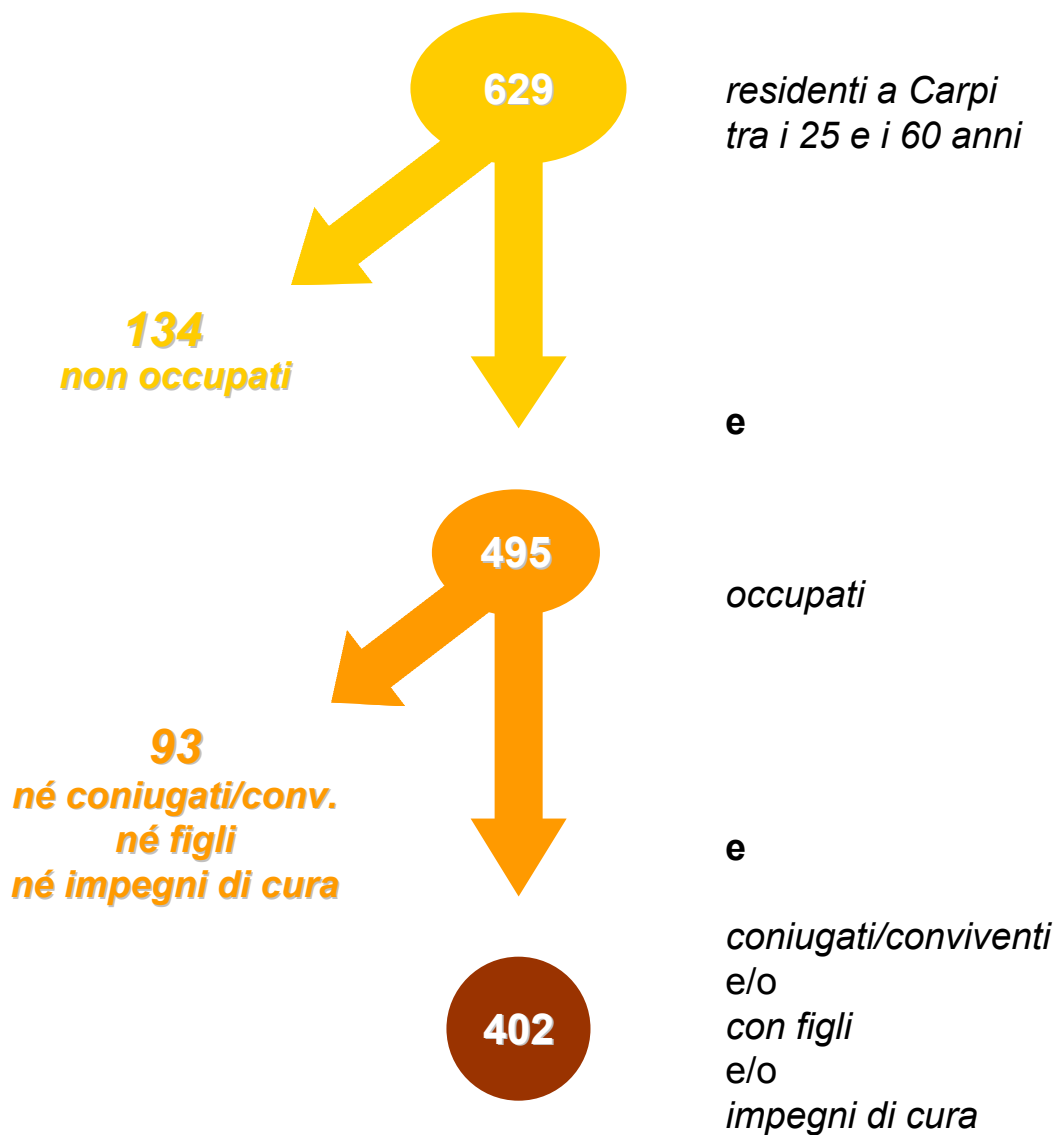 629
residenti a Carpi
tra i 25 e i 60 anni
134
non occupati
e
495
occupati
93
né coniugati/conv.
né figli
né impegni di cura
e
402
coniugati/conviventi
e/o
con figli
e/o
impegni di cura